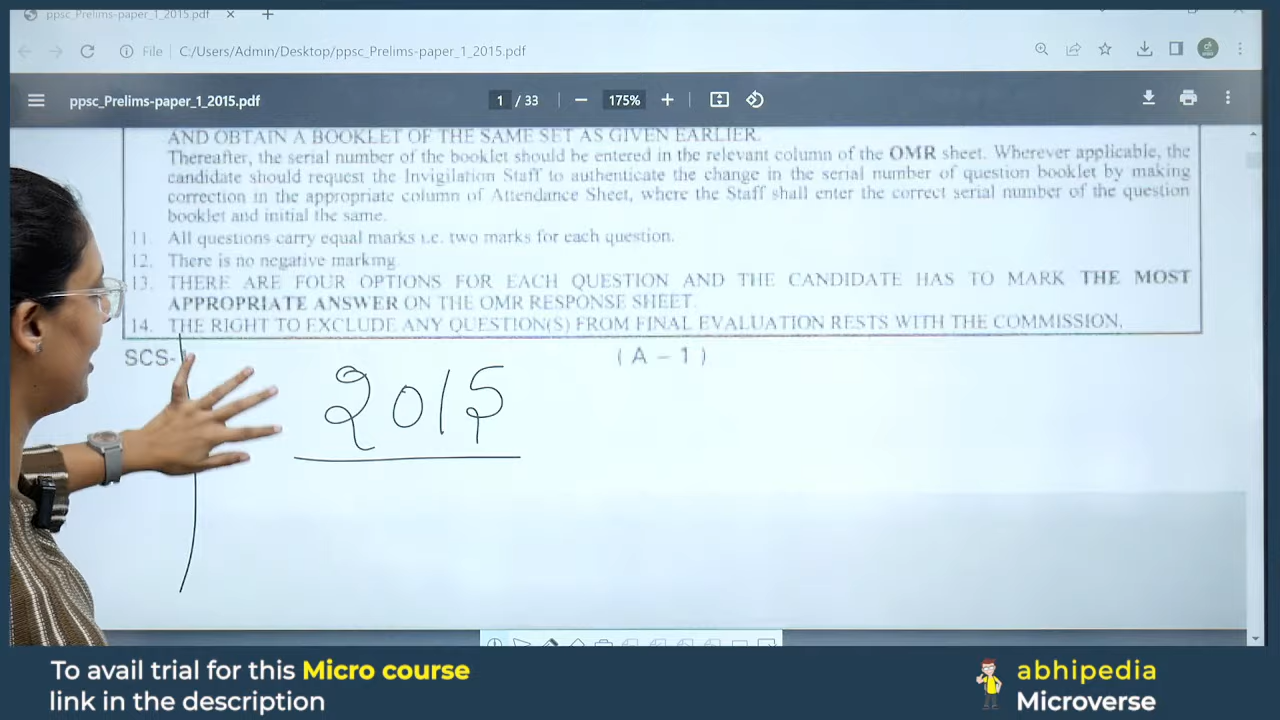 ppsc_Prelims-paper_1_2015.pdf
File C:/Users/Admin/Desktop/ppsc_Prelims-paper_1_2015.pdf
ppsc_Prelims-paper_1_2015.pdf 1 / 33 175%
AND OBTAIN A BOOKLET OF THE SAME SET AS GIVEN EARLIER.
Thereafter, the serial number of the booklet should be entered in the relevant column of the OMR sheet. Wherever applicable, the
candidate should request the Invigilation Staff to authenticate the change in the serial number of question booklet by making
correction in the appropriate column of Attendance Sheet, where the Staff shall enter the correct serial number of the question
booklet and initial the same.
11. All questions carry equal marks i.e. two marks for each question.
12. There is no negative marking
13. THERE ARE FOUR OPTIONS FOR EACH QUESTION AND THE CANDIDATE HAS TO MARK THE MOST
APPROPRIATE ANSWER ON THE OMR RESPONSE SHEET.
14. THE RIGHT TO EXCLUDE ANY QUESTION(S) FROM FINAL EVALUATION RESTS WITH THE COMMISSION.
SCS- ( A – 1 )
2015
To avail trial for this Micro course
link in the description
abhipedia
Microverse